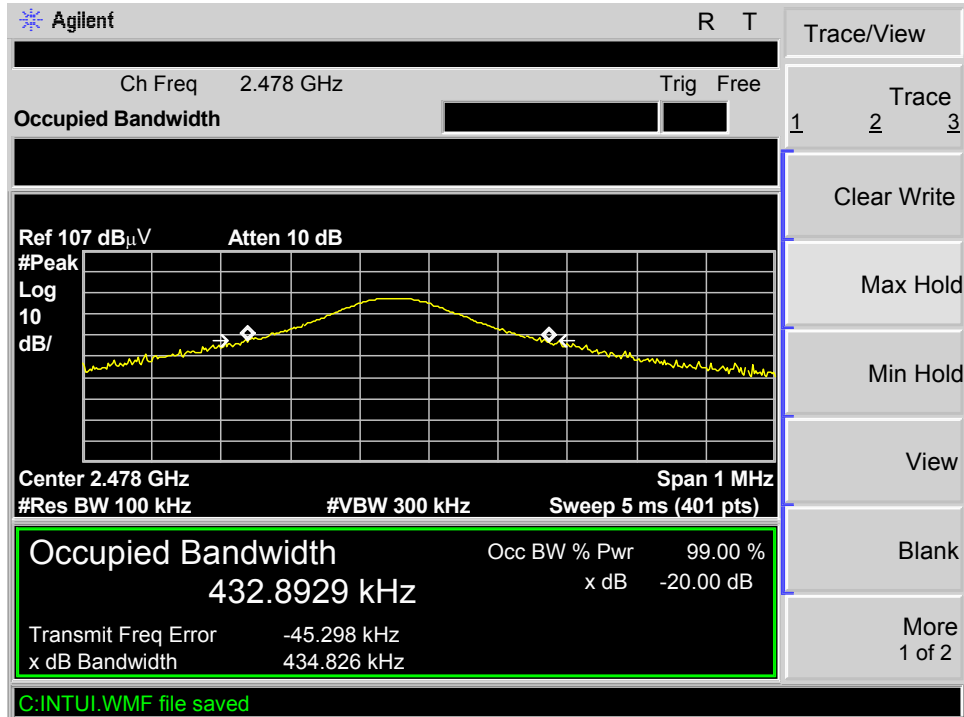 Agilent R T
Ch Freq 2.478 GHz Trig Free
Occupied Bandwidth
Ref 107 dBµV Atten 10 dB
#Peak
Log
10
dB/
Center 2.478 GHz Span 1 MHz
#Res BW 100 kHz #VBW 300 kHz Sweep 5 ms (401 pts)
Occupied Bandwidth Occ BW % Pwr 99.00 %
432.8929 kHz x dB -20.00 dB
Transmit Freq Error -45.298 kHz
x dB Bandwidth 434.826 kHz
C:INTUI.WMF file saved
Trace/View
Trace
1 2 3
Clear Write
Max Hold
Min Hold
View
Blank
More
1 of 2